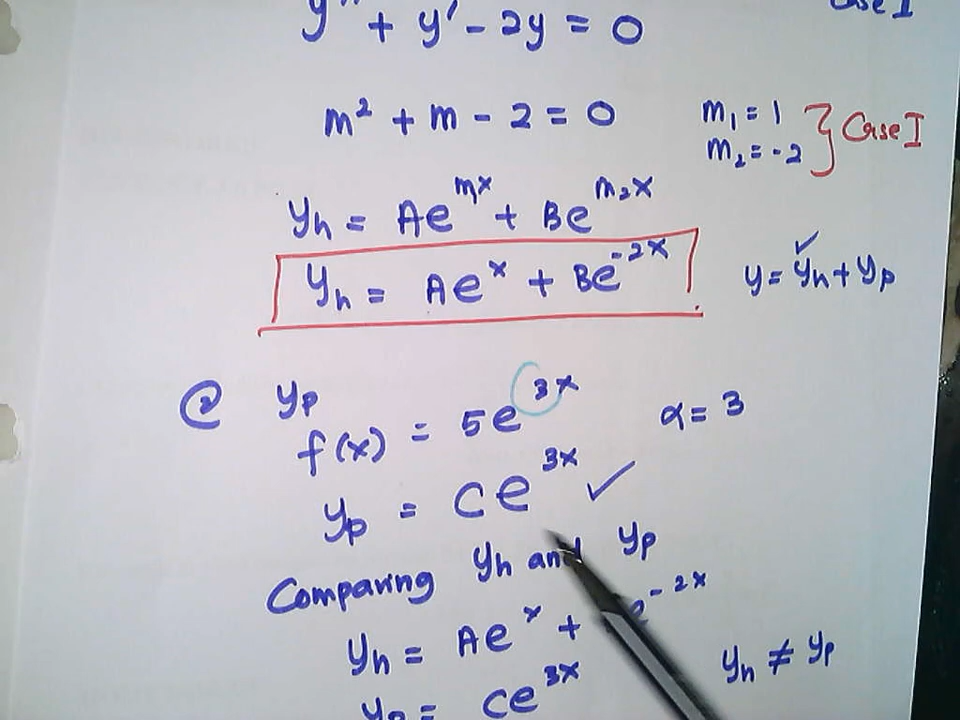 Case I
y'' + y' - 2y = 0
m² + m - 2 = 0
m₁ = 1
m₂ = -2
} Case I
yh = Ae^m₁x + Be^m₂x
yh = Ae^x + Be^-2x
y = yh + yp
✓
② yp
f(x) = 5e^3x
α = 3
yp = Ce^3x ✓
Comparing yh and yp
yh = Ae^x + e^-2x
yh ≠ yp
yp = Ce^3x